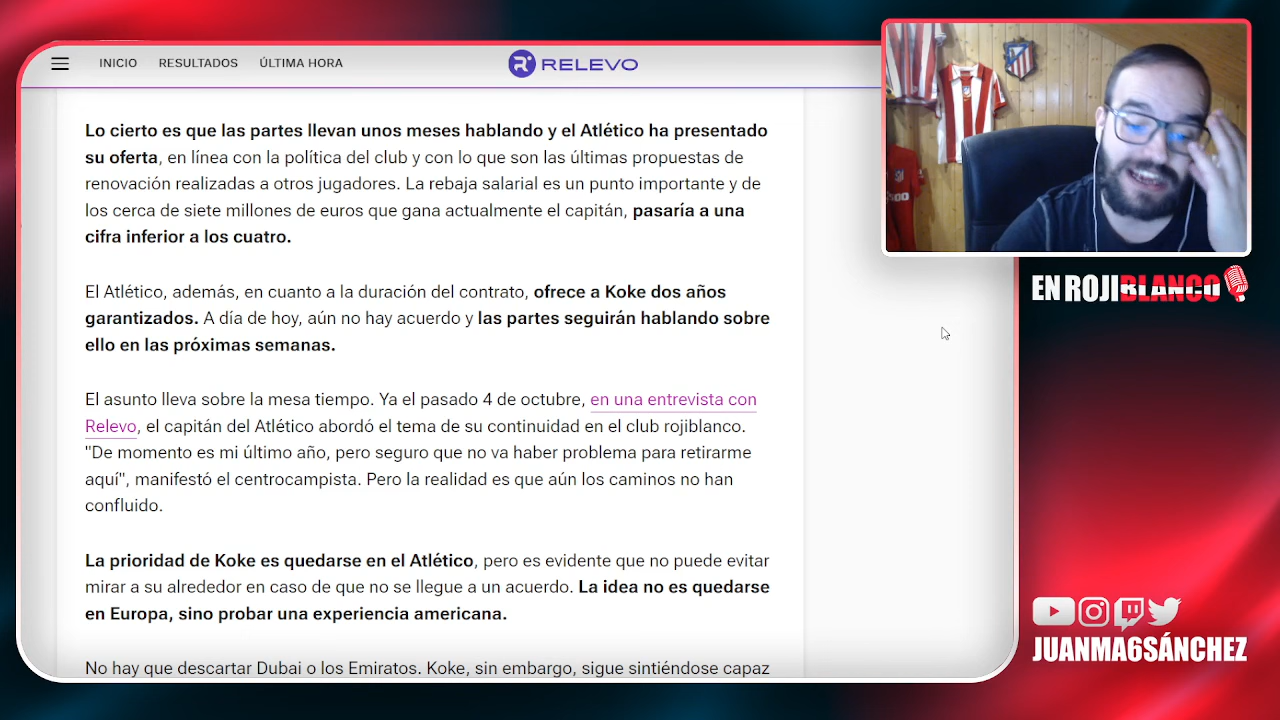 INICIO RESULTADOS ÚLTIMA HORA
RELEVO
Lo cierto es que las partes llevan unos meses hablando y el Atlético ha presentado
su oferta, en línea con la política del club y con lo que son las últimas propuestas de
renovación realizadas a otros jugadores. La rebaja salarial es un punto importante y de
los cerca de siete millones de euros que gana actualmente el capitán, pasaría a una
cifra inferior a los cuatro.
El Atlético, además, en cuanto a la duración del contrato, ofrece a Koke dos años
garantizados. A día de hoy, aún no hay acuerdo y las partes seguirán hablando sobre
ello en las próximas semanas.
El asunto lleva sobre la mesa tiempo. Ya el pasado 4 de octubre, en una entrevista con
Relevo, el capitán del Atlético abordó el tema de su continuidad en el club rojiblanco.
"De momento es mi último año, pero seguro que no va haber problema para retirarme
aquí", manifestó el centrocampista. Pero la realidad es que aún los caminos no han
confluido.
La prioridad de Koke es quedarse en el Atlético, pero es evidente que no puede evitar
mirar a su alrededor en caso de que no se llegue a un acuerdo. La idea no es quedarse
en Europa, sino probar una experiencia americana.
No hay que descartar Dubai o los Emiratos. Koke, sin embargo, sigue sintiéndose capaz
EN ROJIBLANCO
JUANMA6SÁNCHEZ